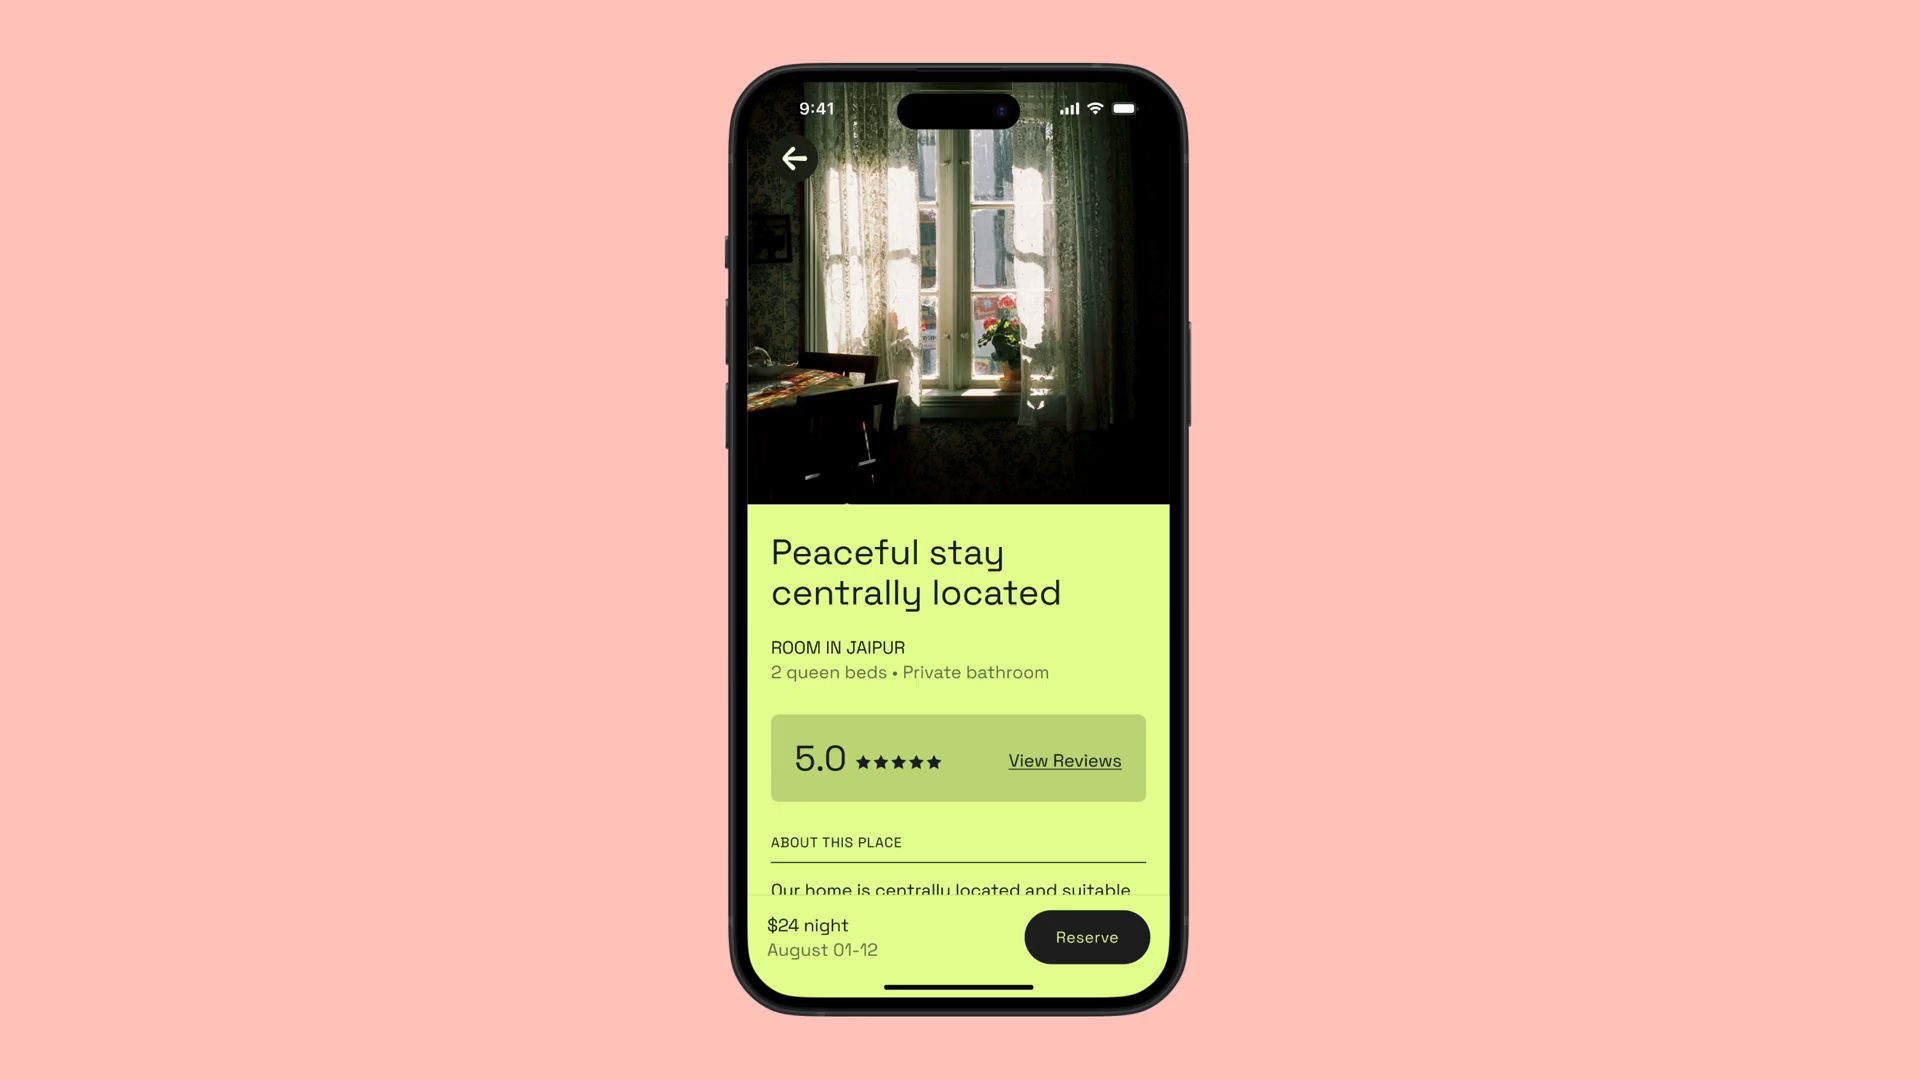 9:41
Peaceful stay
centrally located
ROOM IN JAIPUR
2 queen beds • Private bathroom
5.0 ★★★★★ View Reviews
ABOUT THIS PLACE
Our home is centrally located and suitable
$24 night
August 01-12
Reserve